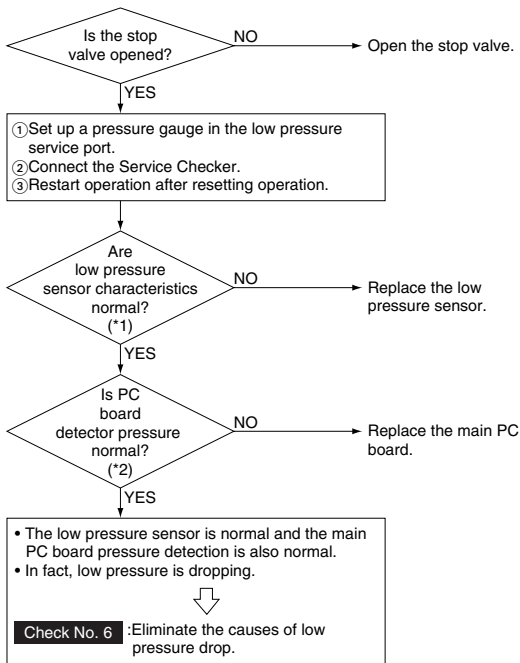 Is the stop
valve opened?
NO
Open the stop valve.
YES
①Set up a pressure gauge in the low pressure
service port.
②Connect the Service Checker.
③Restart operation after resetting operation.
Are
low pressure
sensor characteristics
normal?
(*1)
NO
Replace the low
pressure sensor.
YES
Is PC
board
detector pressure
normal?
(*2)
NO
Replace the main PC
board.
YES
• The low pressure sensor is normal and the main
PC board pressure detection is also normal.
• In fact, low pressure is dropping.
Check No. 6 :Eliminate the causes of low
pressure drop.